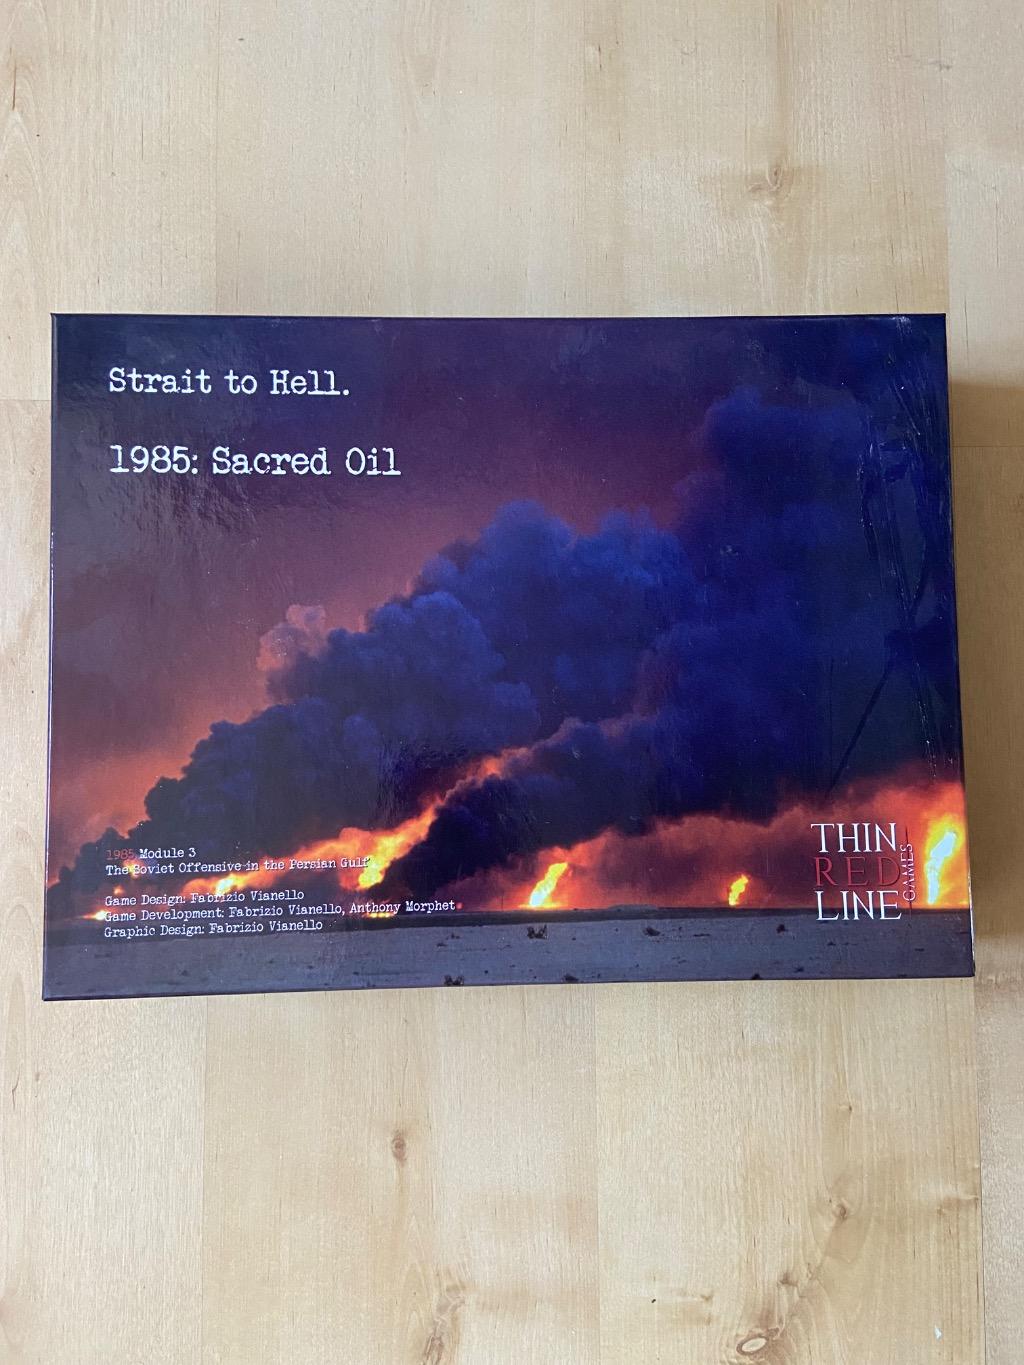 Strait to Hell.
1985: Sacred Oil
1985 Module 3
The Soviet Offensive in the Persian Gulf
Game Design: Fabrizio Vianello
Game Development: Fabrizio Vianello, Anthony Morphet
Graphic Design: Fabrizio Vianello
THIN
RED
LINE
GAMES